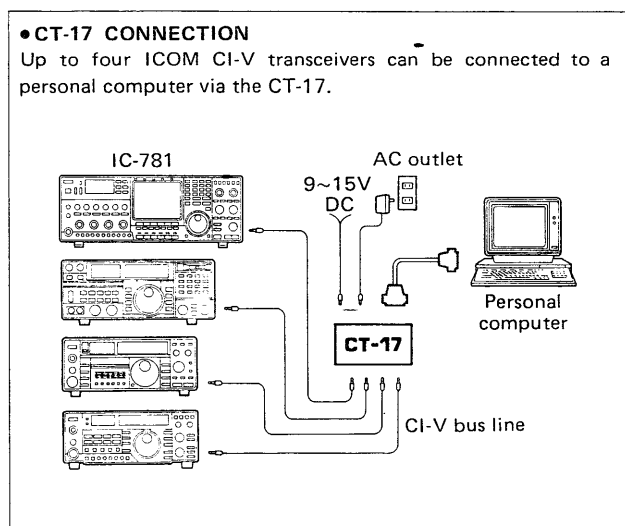 ●CT-17 CONNECTION
Up to four ICOM CI-V transceivers can be connected to a
personal computer via the CT-17.
IC-781
AC outlet
9~15V
DC
Personal
computer
CT-17
CI-V bus line